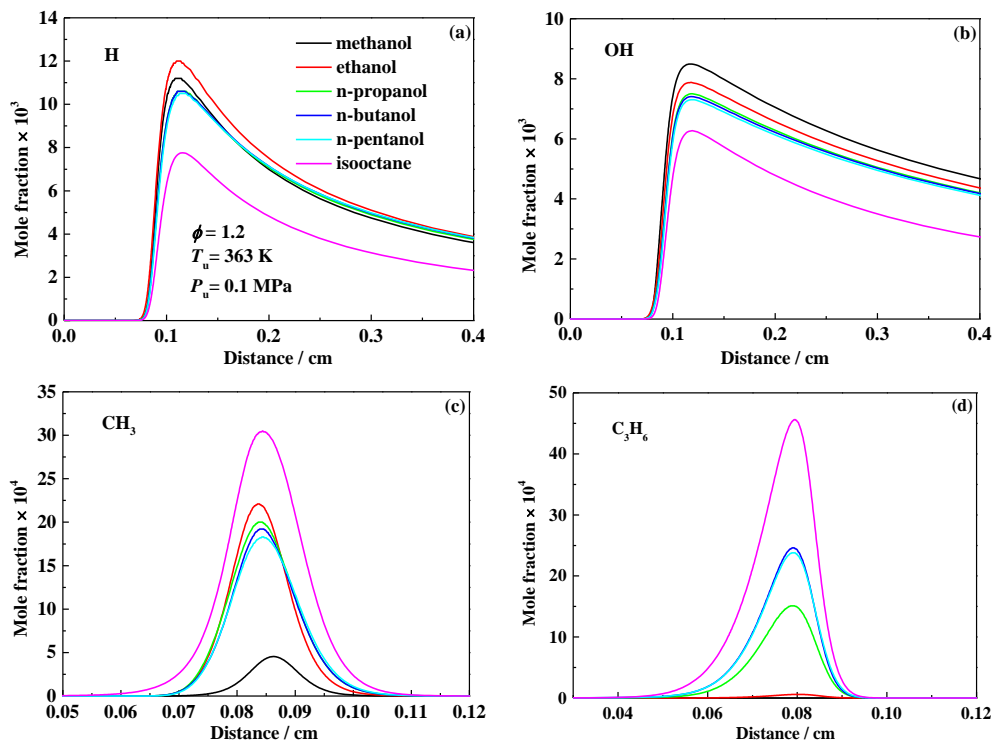 (a)
H
methanol
ethanol
n-propanol
n-butanol
n-pentanol
isooctane
ϕ = 1.2
Tu = 363 K
Pu = 0.1 MPa
Mole fraction × 10³
14
12
10
8
6
4
2
0
0.0 0.1 0.2 0.3 0.4
Distance / cm
(b)
OH
Mole fraction × 10³
10
8
6
4
2
0
0.0 0.1 0.2 0.3 0.4
Distance / cm
(c)
CH₃
Mole fraction × 10⁴
35
30
25
20
15
10
5
0
0.05 0.06 0.07 0.08 0.09 0.10 0.11 0.12
Distance / cm
(d)
C₃H₆
Mole fraction × 10⁴
50
40
30
20
10
0
0.04 0.06 0.08 0.10 0.12
Distance / cm